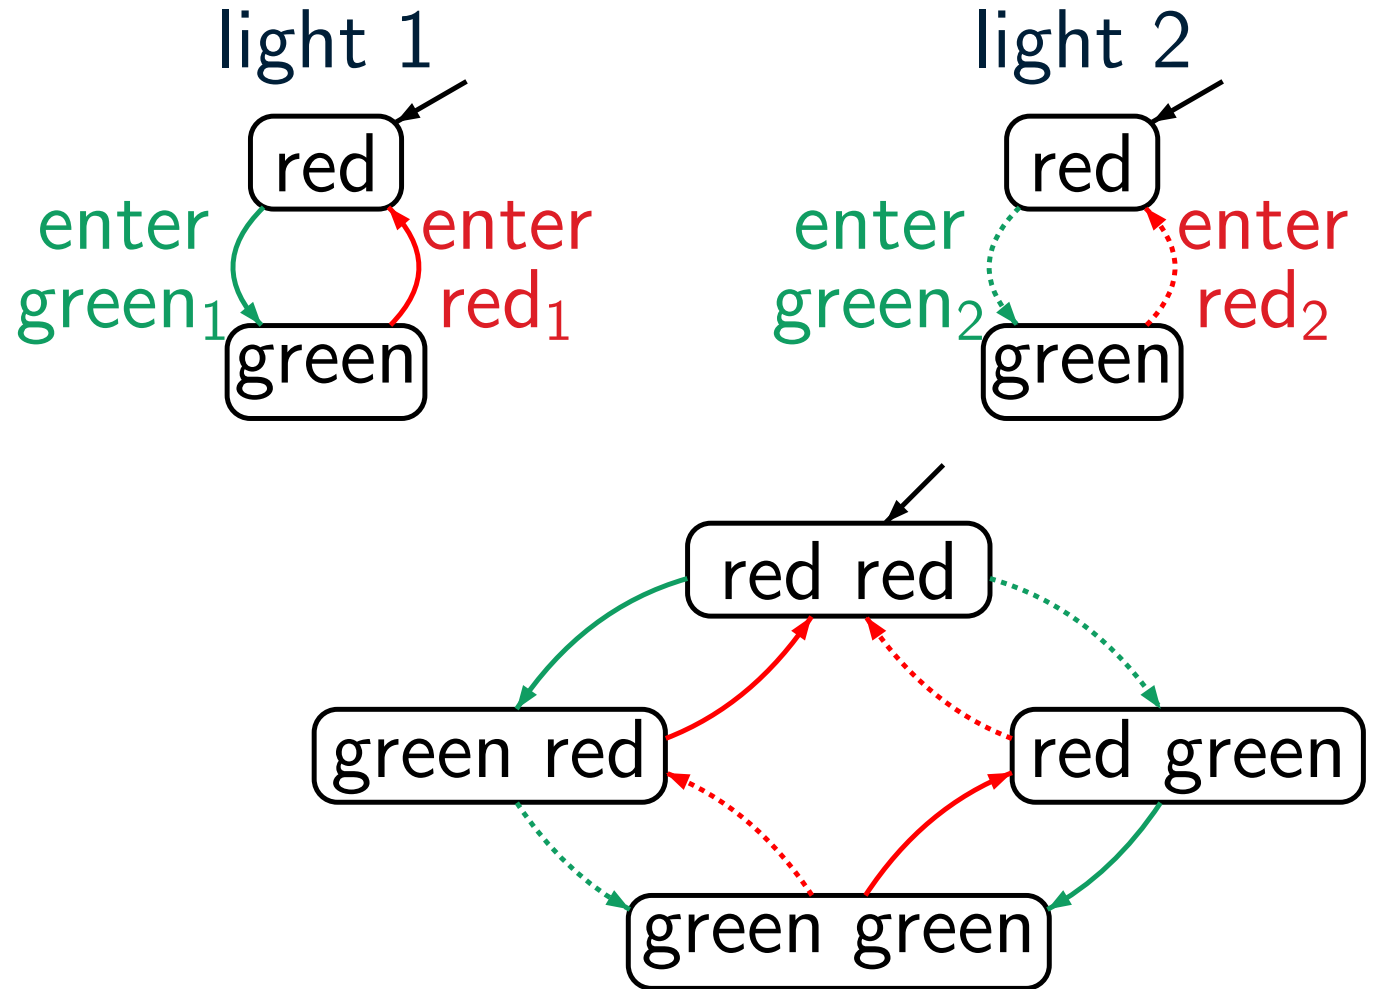 light 1
light 2
red
red
enter
green₁
enter
red₁
enter
green₂
enter
red₂
green
green
red red
green red
red green
green green